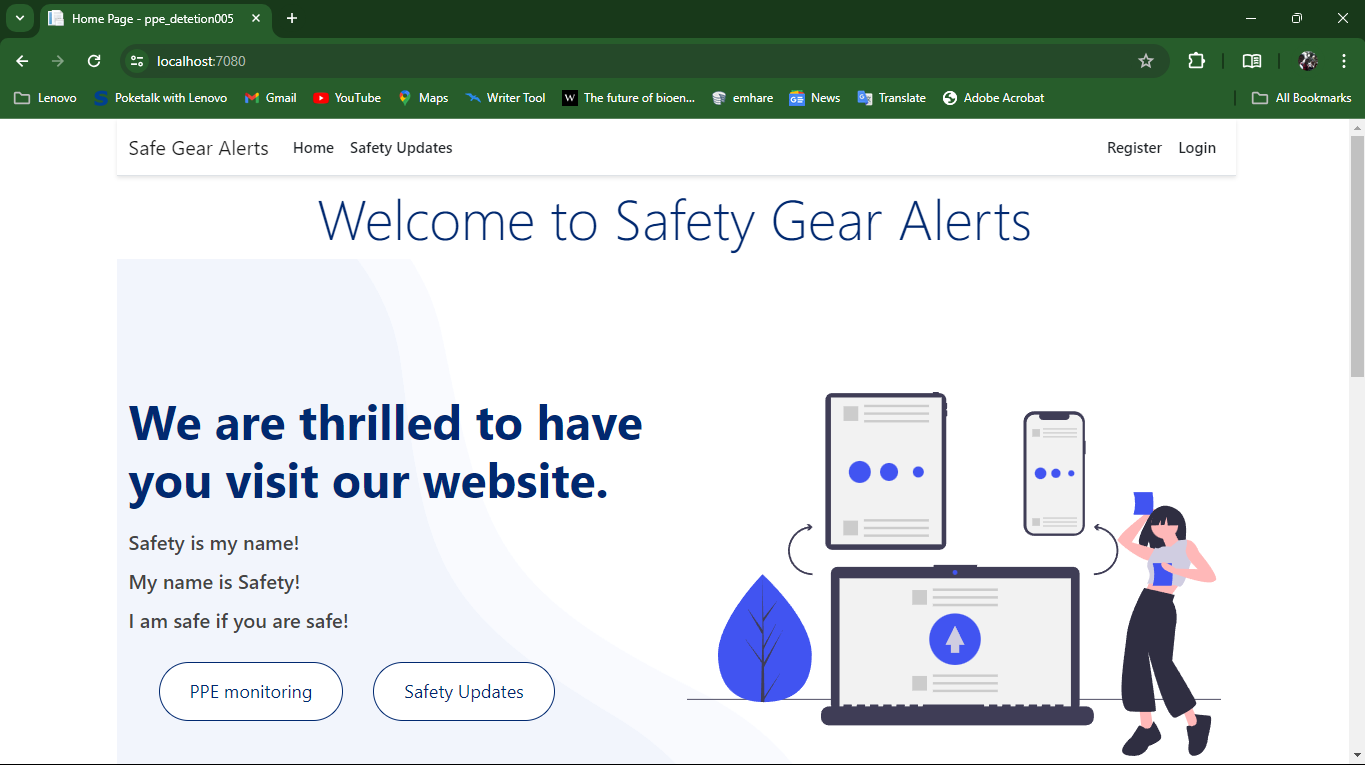 Home Page - ppe_detetion005
localhost:7080
Lenovo Poketalk with Lenovo Gmail YouTube Maps Writer Tool The future of bioen... emhare News Translate Adobe Acrobat All Bookmarks
Safe Gear Alerts Home Safety Updates Register Login
Welcome to Safety Gear Alerts
We are thrilled to have
you visit our website.
Safety is my name!
My name is Safety!
I am safe if you are safe!
PPE monitoring Safety Updates